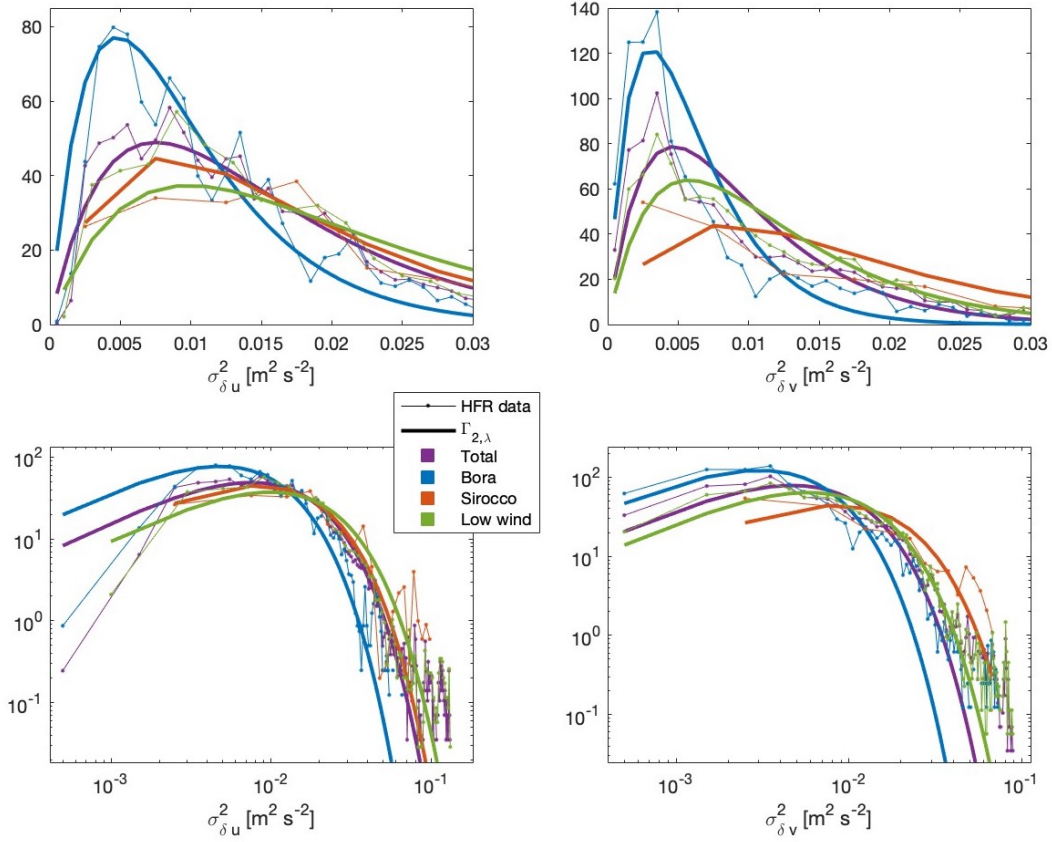 80
60
40
20
0
0 0.005 0.01 0.015 0.02 0.025 0.03
σ²δu [m² s⁻²]
140
120
100
80
60
40
20
0
0 0.005 0.01 0.015 0.02 0.025 0.03
σ²δv [m² s⁻²]
HFR data
Γ2,λ
Total
Bora
Sirocco
Low wind
10²
10¹
10⁰
10⁻¹
10⁻³ 10⁻² 10⁻¹
σ²δu [m² s⁻²]
10²
10¹
10⁰
10⁻¹
10⁻³ 10⁻² 10⁻¹
σ²δv [m² s⁻²]